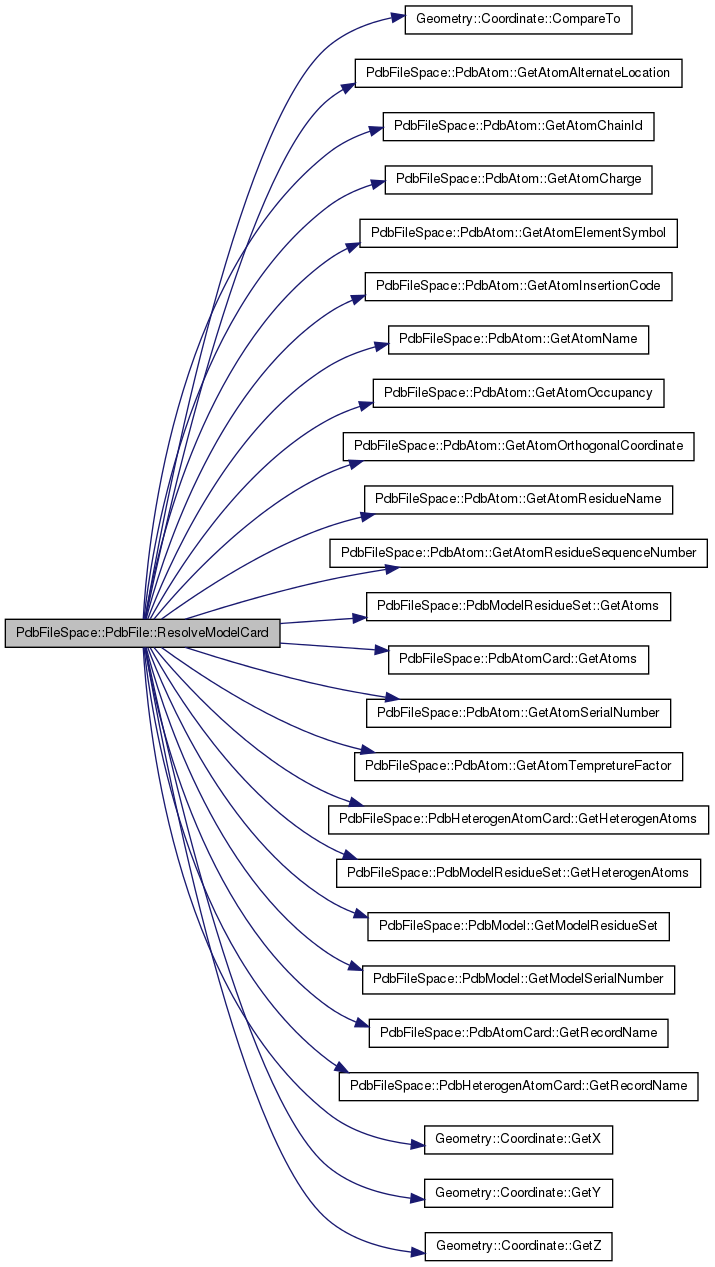 Geometry::Coordinate::CompareTo
PdbFileSpace::PdbAtom::GetAtomAlternateLocation
PdbFileSpace::PdbAtom::GetAtomChainId
PdbFileSpace::PdbAtom::GetAtomCharge
PdbFileSpace::PdbAtom::GetAtomElementSymbol
PdbFileSpace::PdbAtom::GetAtomInsertionCode
PdbFileSpace::PdbAtom::GetAtomName
PdbFileSpace::PdbAtom::GetAtomOccupancy
PdbFileSpace::PdbAtom::GetAtomOrthogonalCoordinate
PdbFileSpace::PdbAtom::GetAtomResidueName
PdbFileSpace::PdbAtom::GetAtomResidueSequenceNumber
PdbFileSpace::PdbModelResidueSet::GetAtoms
PdbFileSpace::PdbFile::ResolveModelCard
PdbFileSpace::PdbAtomCard::GetAtoms
PdbFileSpace::PdbAtom::GetAtomSerialNumber
PdbFileSpace::PdbAtom::GetAtomTempretureFactor
PdbFileSpace::PdbHeterogenAtomCard::GetHeterogenAtoms
PdbFileSpace::PdbModelResidueSet::GetHeterogenAtoms
PdbFileSpace::PdbModel::GetModelResidueSet
PdbFileSpace::PdbModel::GetModelSerialNumber
PdbFileSpace::PdbAtomCard::GetRecordName
PdbFileSpace::PdbHeterogenAtomCard::GetRecordName
Geometry::Coordinate::GetX
Geometry::Coordinate::GetY
Geometry::Coordinate::GetZ